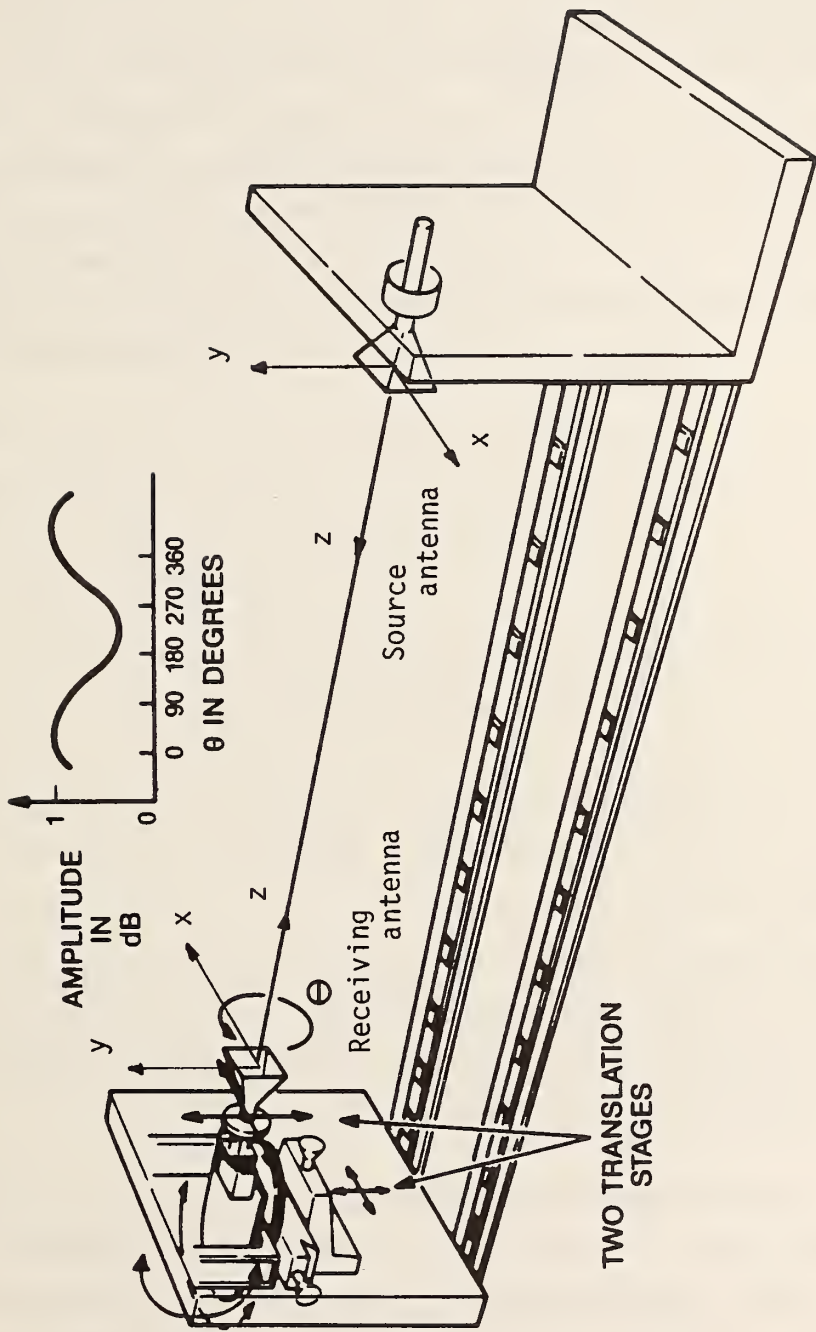 AMPLITUDE
IN
dB
1
0
0 90 180 270 360
θ IN DEGREES
y
x
z
θ
Receiving
antenna
z
y
x
Source
antenna
TWO TRANSLATION
STAGES